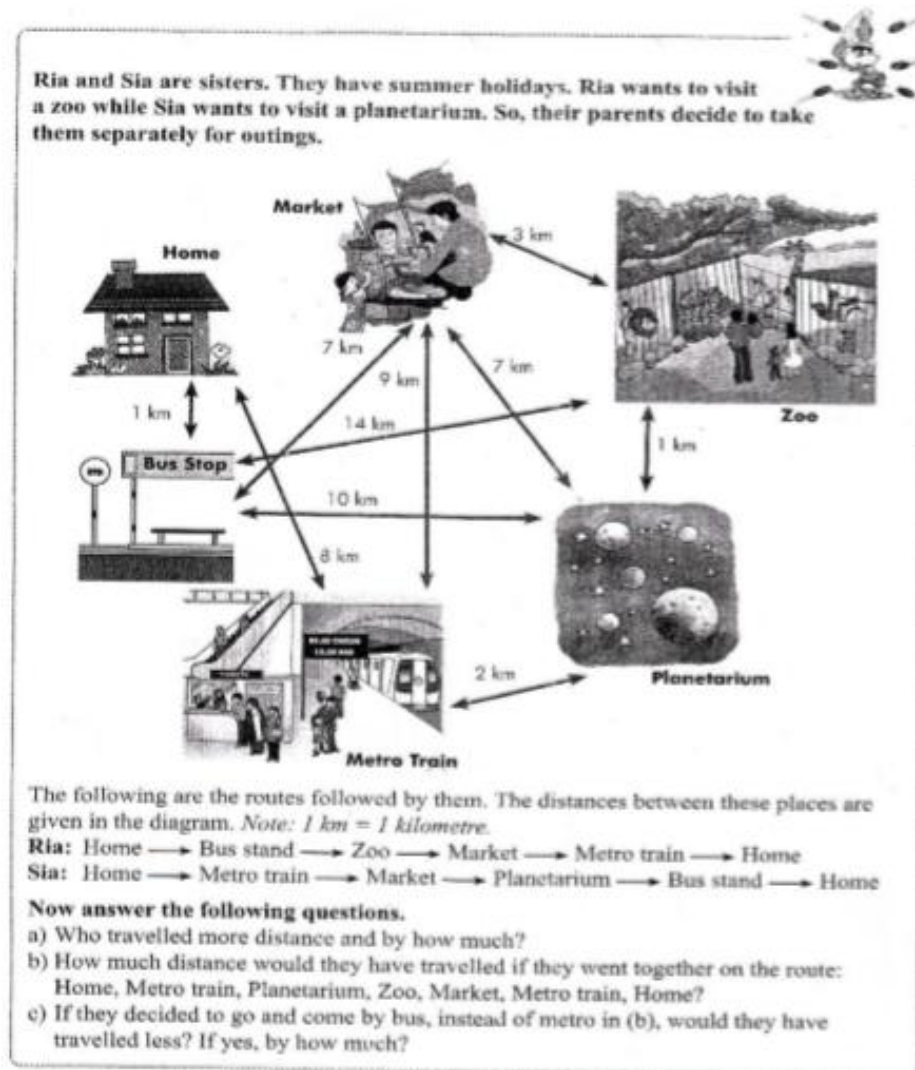 Ria and Sia are sisters. They have summer holidays. Ria wants to visit
a zoo while Sia wants to visit a planetarium. So, their parents decide to take
them separately for outings.
Market
3 km
Home
7 km
9 km
7 km
1 km
14 km
Zoo
1 km
Bus Stop
10 km
8 km
2 km
Planetarium
Metro Train
The following are the routes followed by them. The distances between these places are
given in the diagram. Note: 1 km = 1 kilometre.
Ria: Home ⟶ Bus stand ⟶ Zoo ⟶ Market ⟶ Metro train ⟶ Home
Sia: Home ⟶ Metro train ⟶ Market ⟶ Planetarium ⟶ Bus stand ⟶ Home
Now answer the following questions.
a) Who travelled more distance and by how much?
b) How much distance would they have travelled if they went together on the route:
Home, Metro train, Planetarium, Zoo, Market, Metro train, Home?
c) If they decided to go and come by bus, instead of metro in (b), would they have
travelled less? If yes, by how much?